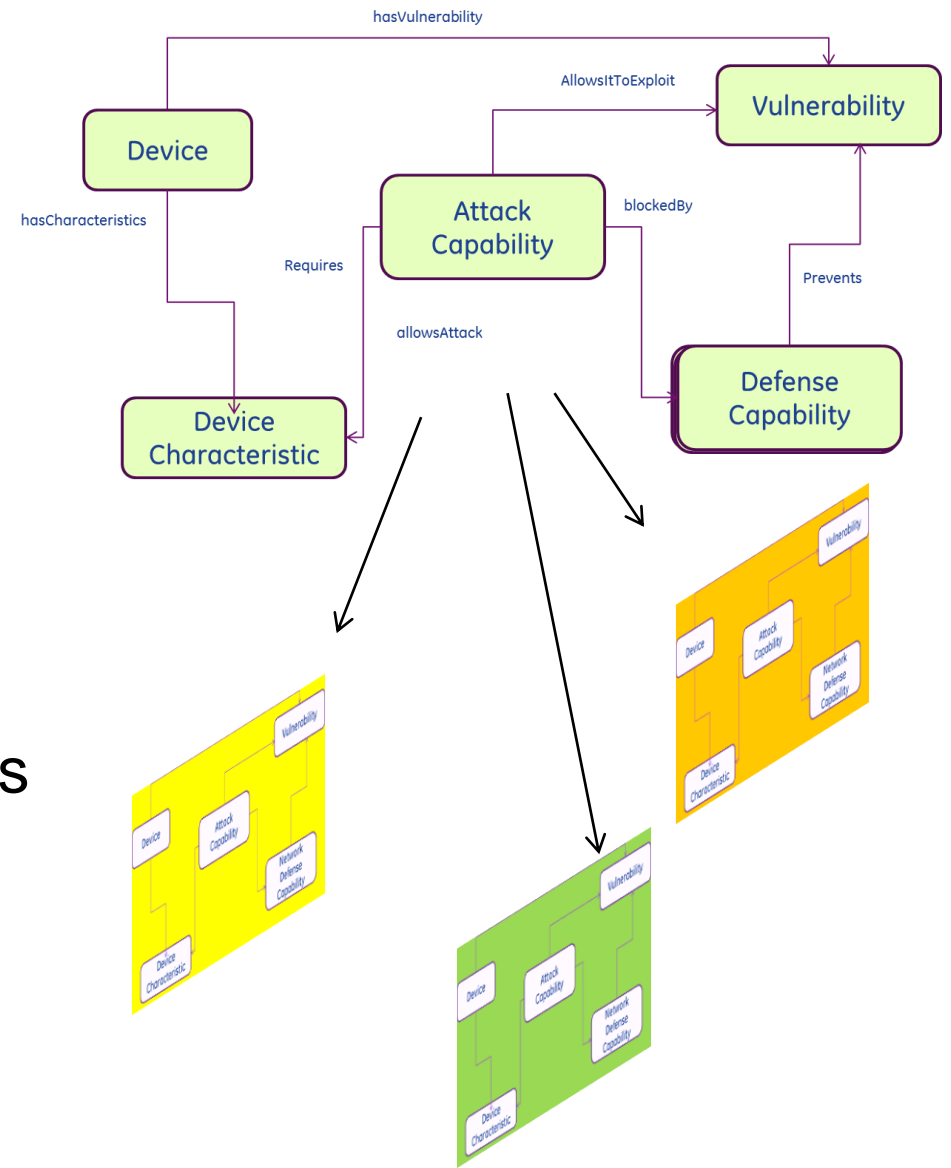 hasVulnerability
AllowsItToExploit
Vulnerability
Device
Attack
Capability
blockedBy
hasCharacteristics
Requires
Prevents
allowsAttack
Defense
Capability
Device
Characteristic
Vulnerability
Device
Attack
Capability
Network
Defense
Capability
Device
Characteristic
s
Vulnerability
Device
Attack
Capability
Network
Defense
Capability
Device
Characteristic
Vulnerability
Device
Attack
Capability
Network
Defense
Capability
Device
Characteristic